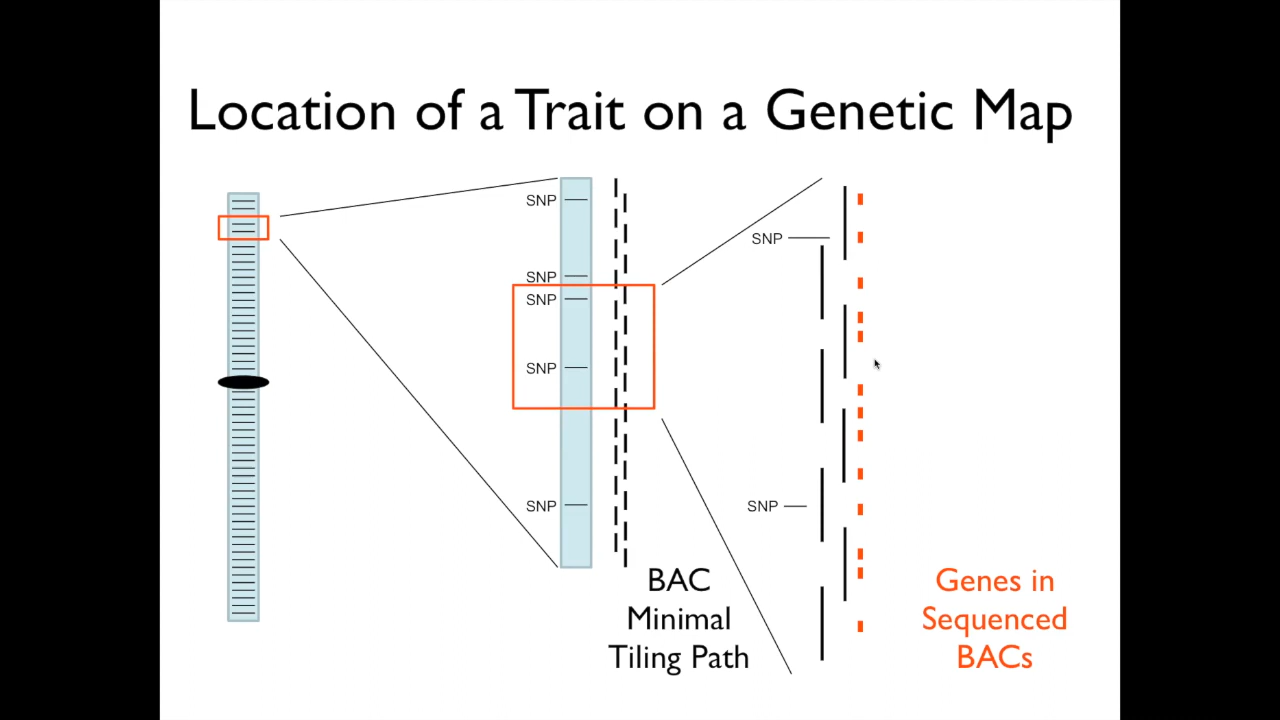 Location of a Trait on a Genetic Map
SNP
SNP
SNP
SNP
SNP
SNP
SNP
BAC
Minimal
Tiling Path
Genes in
Sequenced
BACs